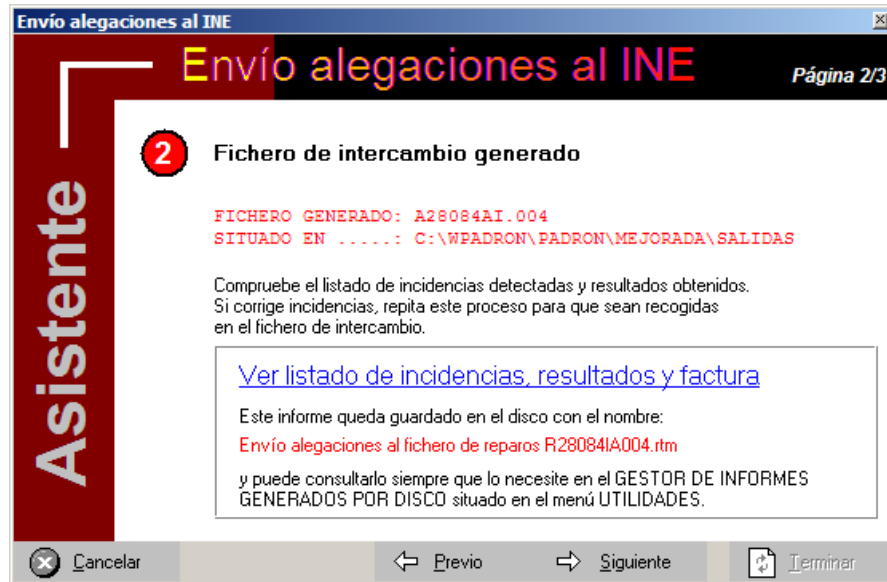 Envío alegaciones al INE
Envío alegaciones al INE
Página 2/3
Asistente
2
Fichero de intercambio generado
FICHERO GENERADO: A28084AI.004
SITUADO EN .....: C:\WPADRON\PADRON\MEJORADA\SALIDAS
Compruebe el listado de incidencias detectadas y resultados obtenidos.
Si corrige incidencias, repita este proceso para que sean recogidas
en el fichero de intercambio.
Ver listado de incidencias, resultados y factura
Este informe queda guardado en el disco con el nombre:
Envío alegaciones al fichero de reparos R28084IA004.rtm
y puede consultarlo siempre que lo necesite en el GESTOR DE INFORMES
GENERADOS POR DISCO situado en el menú UTILIDADES.
Cancelar
Previo
Siguiente
Terminar